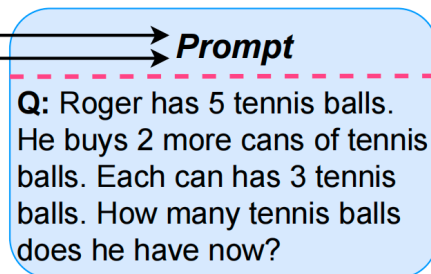 Prompt
Q: Roger has 5 tennis balls.
He buys 2 more cans of tennis
balls. Each can has 3 tennis
balls. How many tennis balls
does he have now?